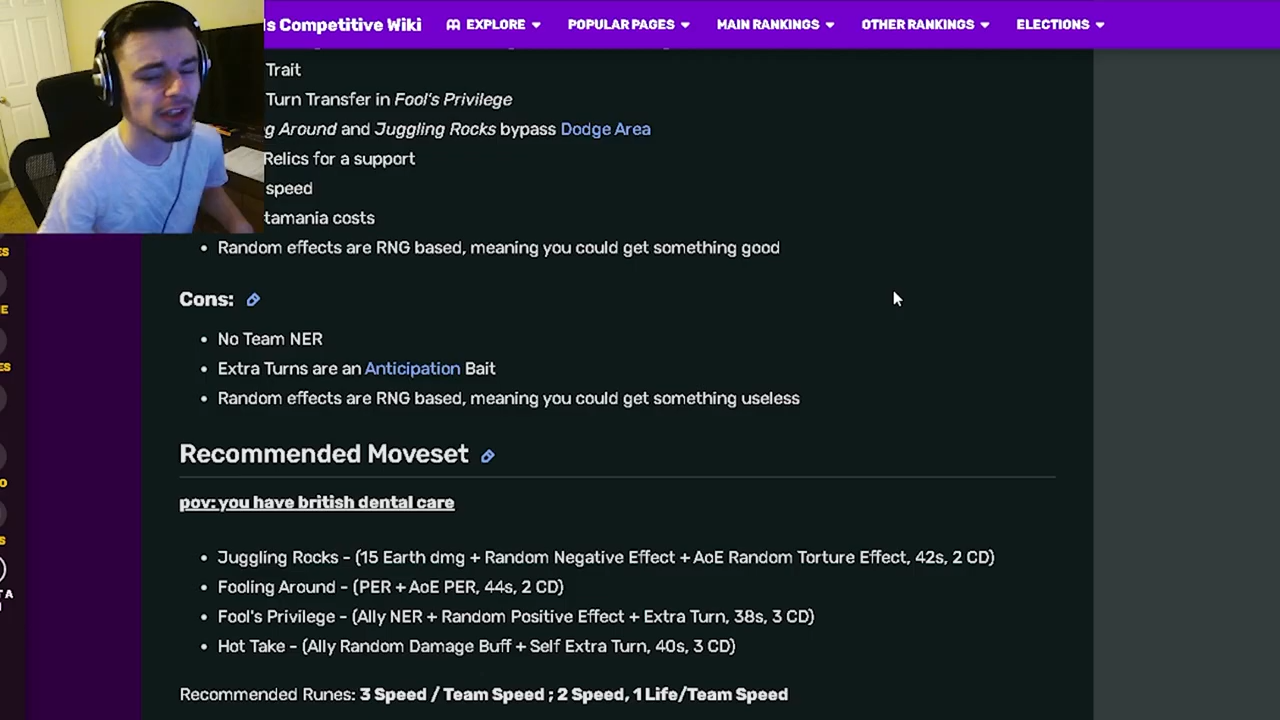 ls Competitive Wiki EXPLORE POPULAR PAGES MAIN RANKINGS OTHER RANKINGS ELECTIONS
Trait
Turn Transfer in Fool's Privilege
g Around and Juggling Rocks bypass Dodge Area
Relics for a support
speed
tamania costs
• Random effects are RNG based, meaning you could get something good
Cons:
• No Team NER
• Extra Turns are an Anticipation Bait
• Random effects are RNG based, meaning you could get something useless
Recommended Moveset
pov: you have british dental care
• Juggling Rocks - (15 Earth dmg + Random Negative Effect + AoE Random Torture Effect, 42s, 2 CD)
• Fooling Around - (PER + AoE PER, 44s, 2 CD)
• Fool's Privilege - (Ally NER + Random Positive Effect + Extra Turn, 38s, 3 CD)
• Hot Take - (Ally Random Damage Buff + Self Extra Turn, 40s, 3 CD)
Recommended Runes: 3 Speed / Team Speed ; 2 Speed, 1 Life/Team Speed